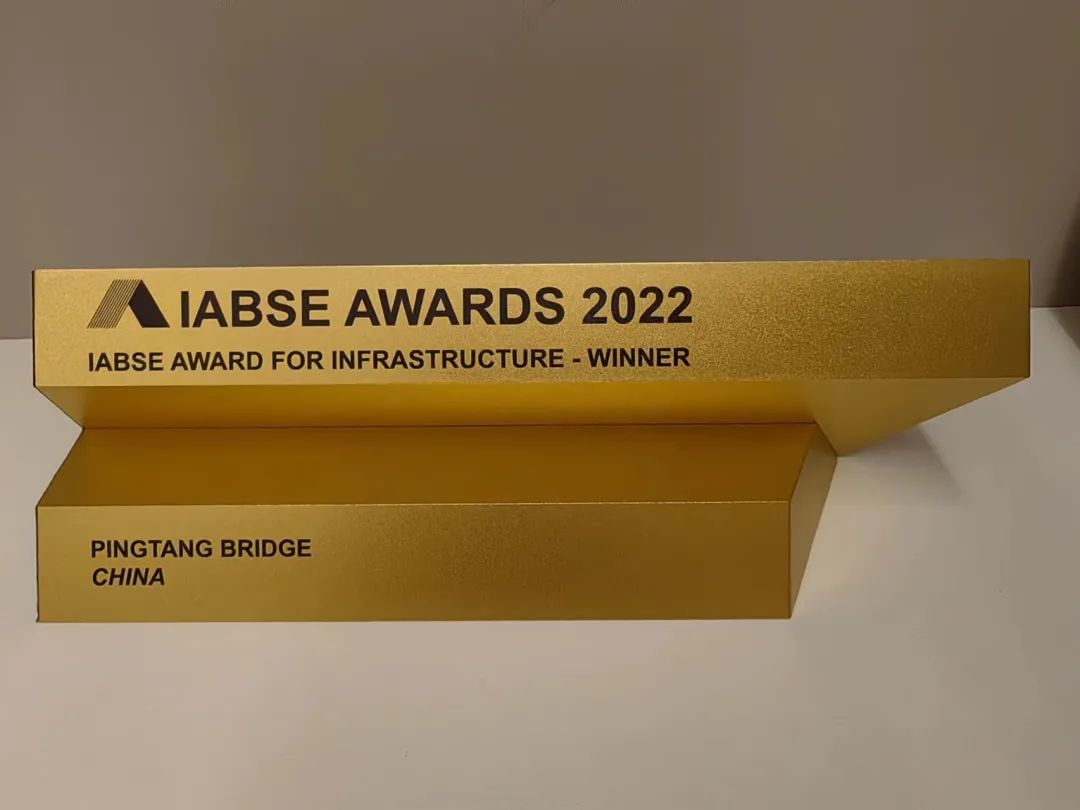 IABSE AWARDS 2022
IABSE AWARD FOR INFRASTRUCTURE - WINNER
PINGTANG BRIDGE
CHINA